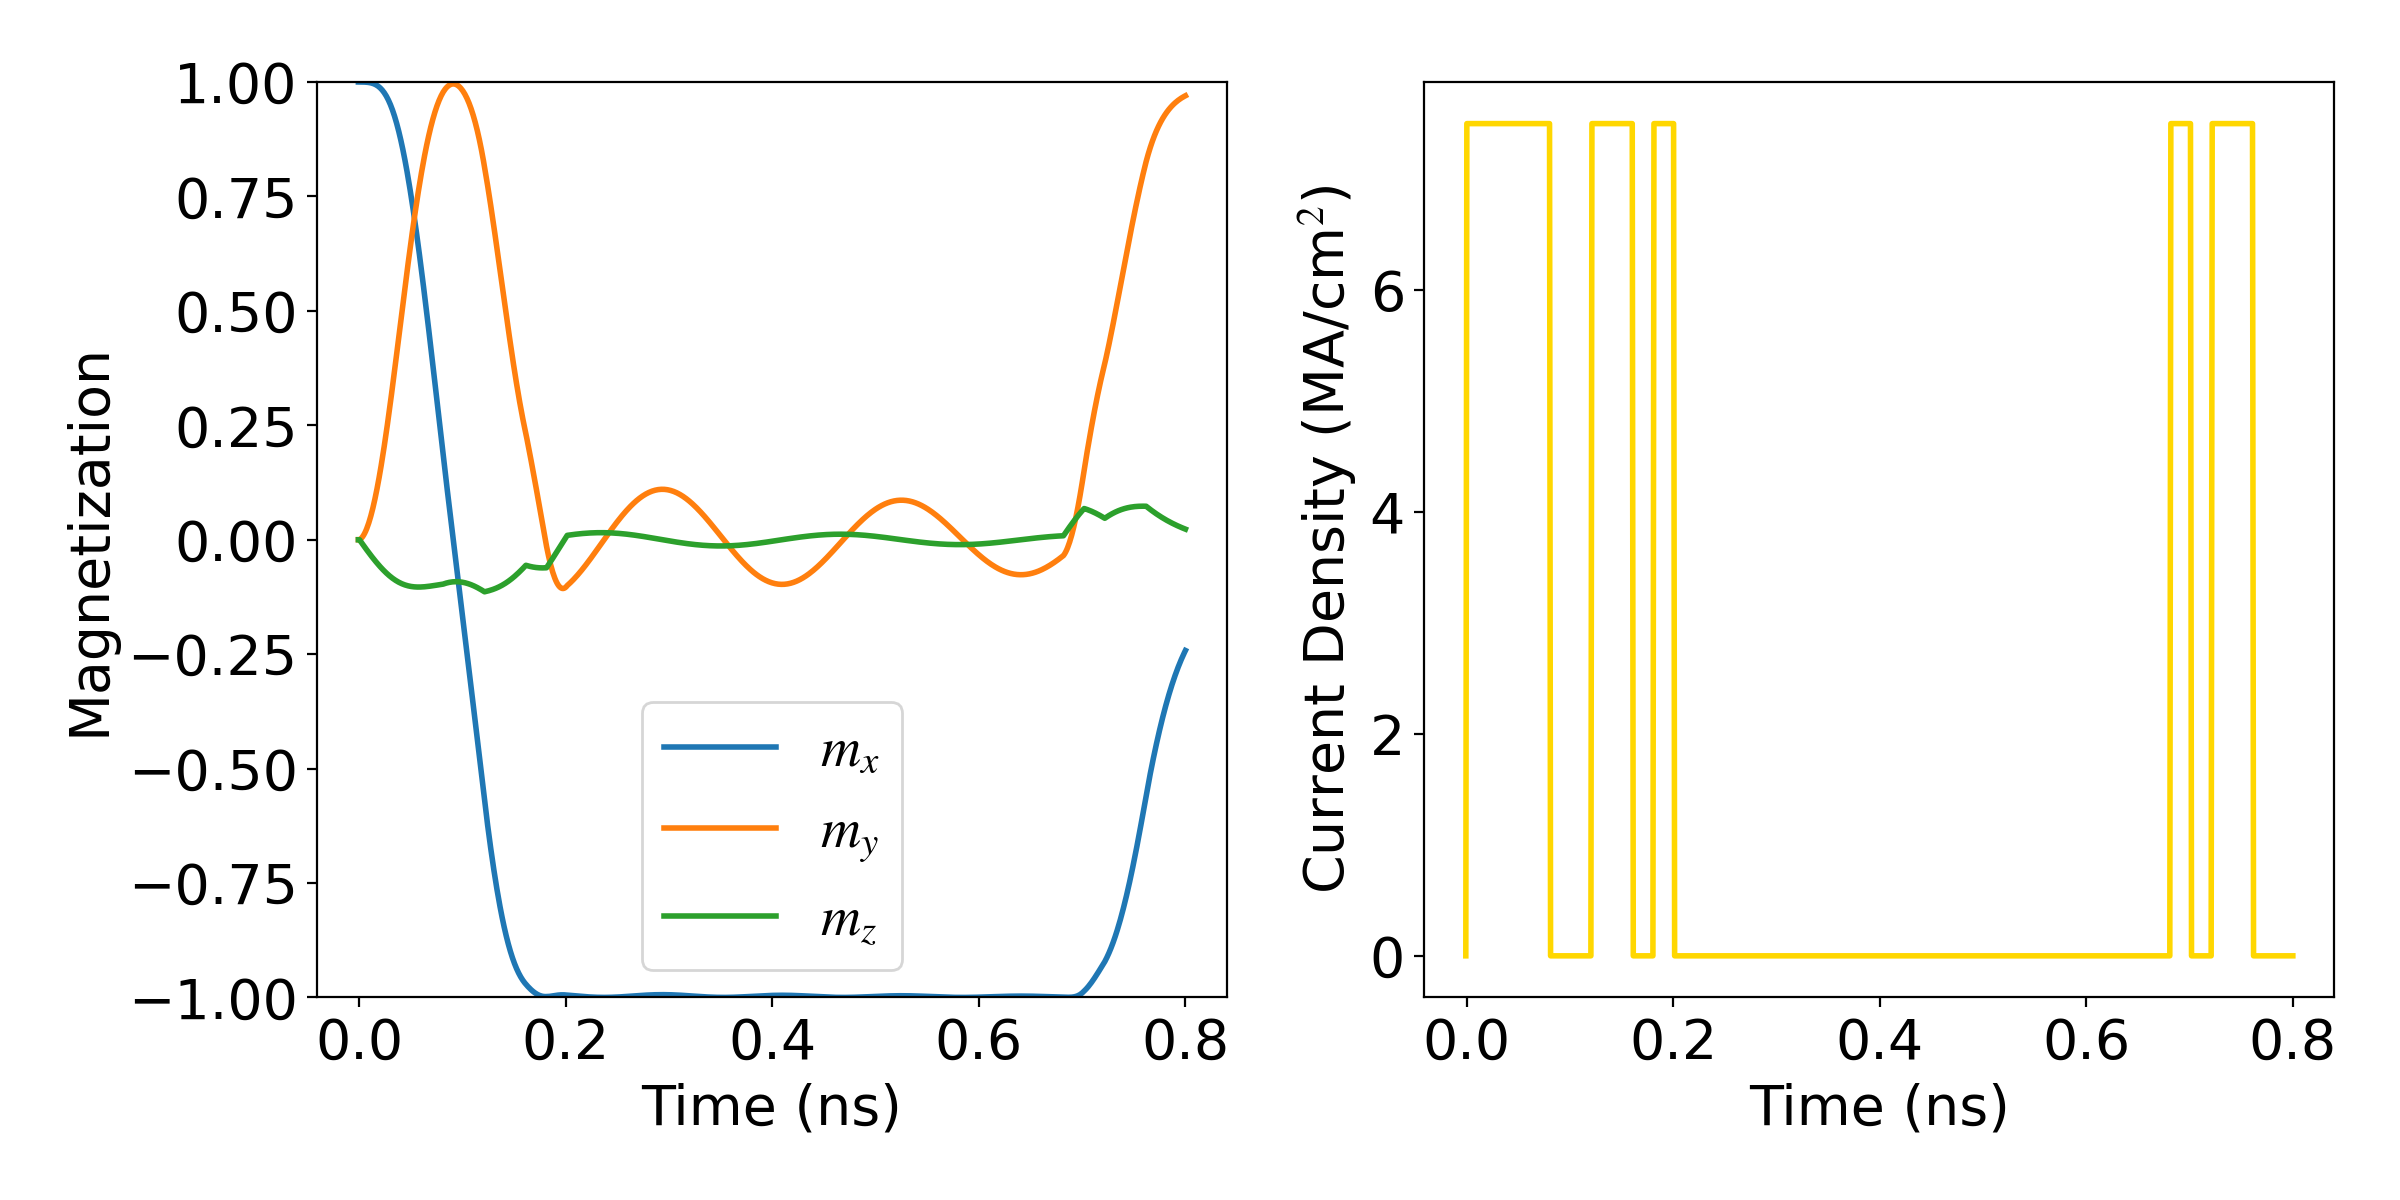 Magnetization
1.00
0.75
0.50
0.25
0.00
−0.25
−0.50
−0.75
−1.00
0.0 0.2 0.4 0.6 0.8
Time (ns)
m_x
m_y
m_z
Current Density (MA/cm²)
6
4
2
0
0.0 0.2 0.4 0.6 0.8
Time (ns)